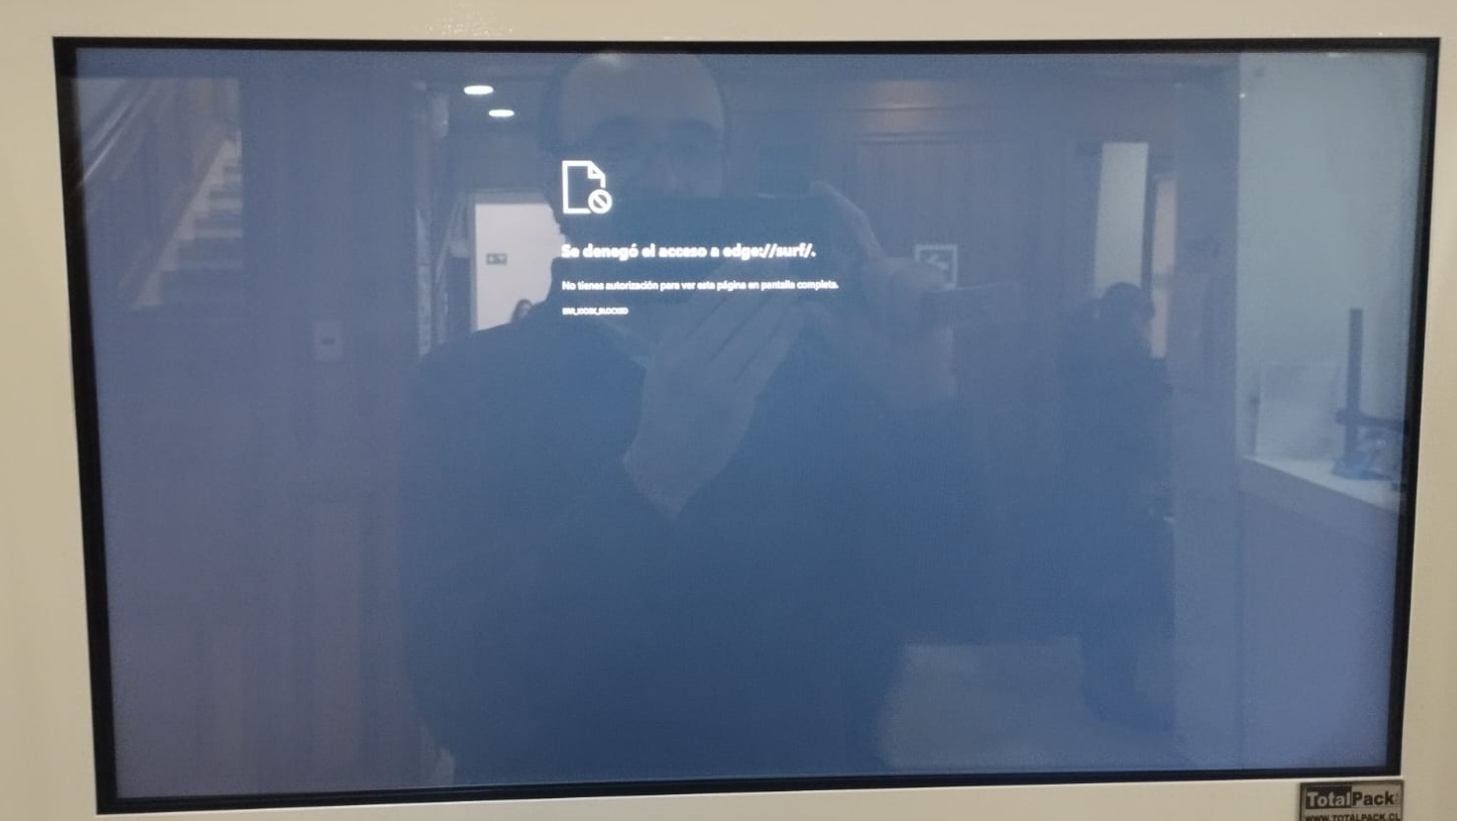 Se denegó el acceso a edge://surf/.
No tienes autorización para ver esta página en pantalla completa.
ERR_KIOSK_BLOCKED
TotalPack
WWW.TOTALPACK.CL